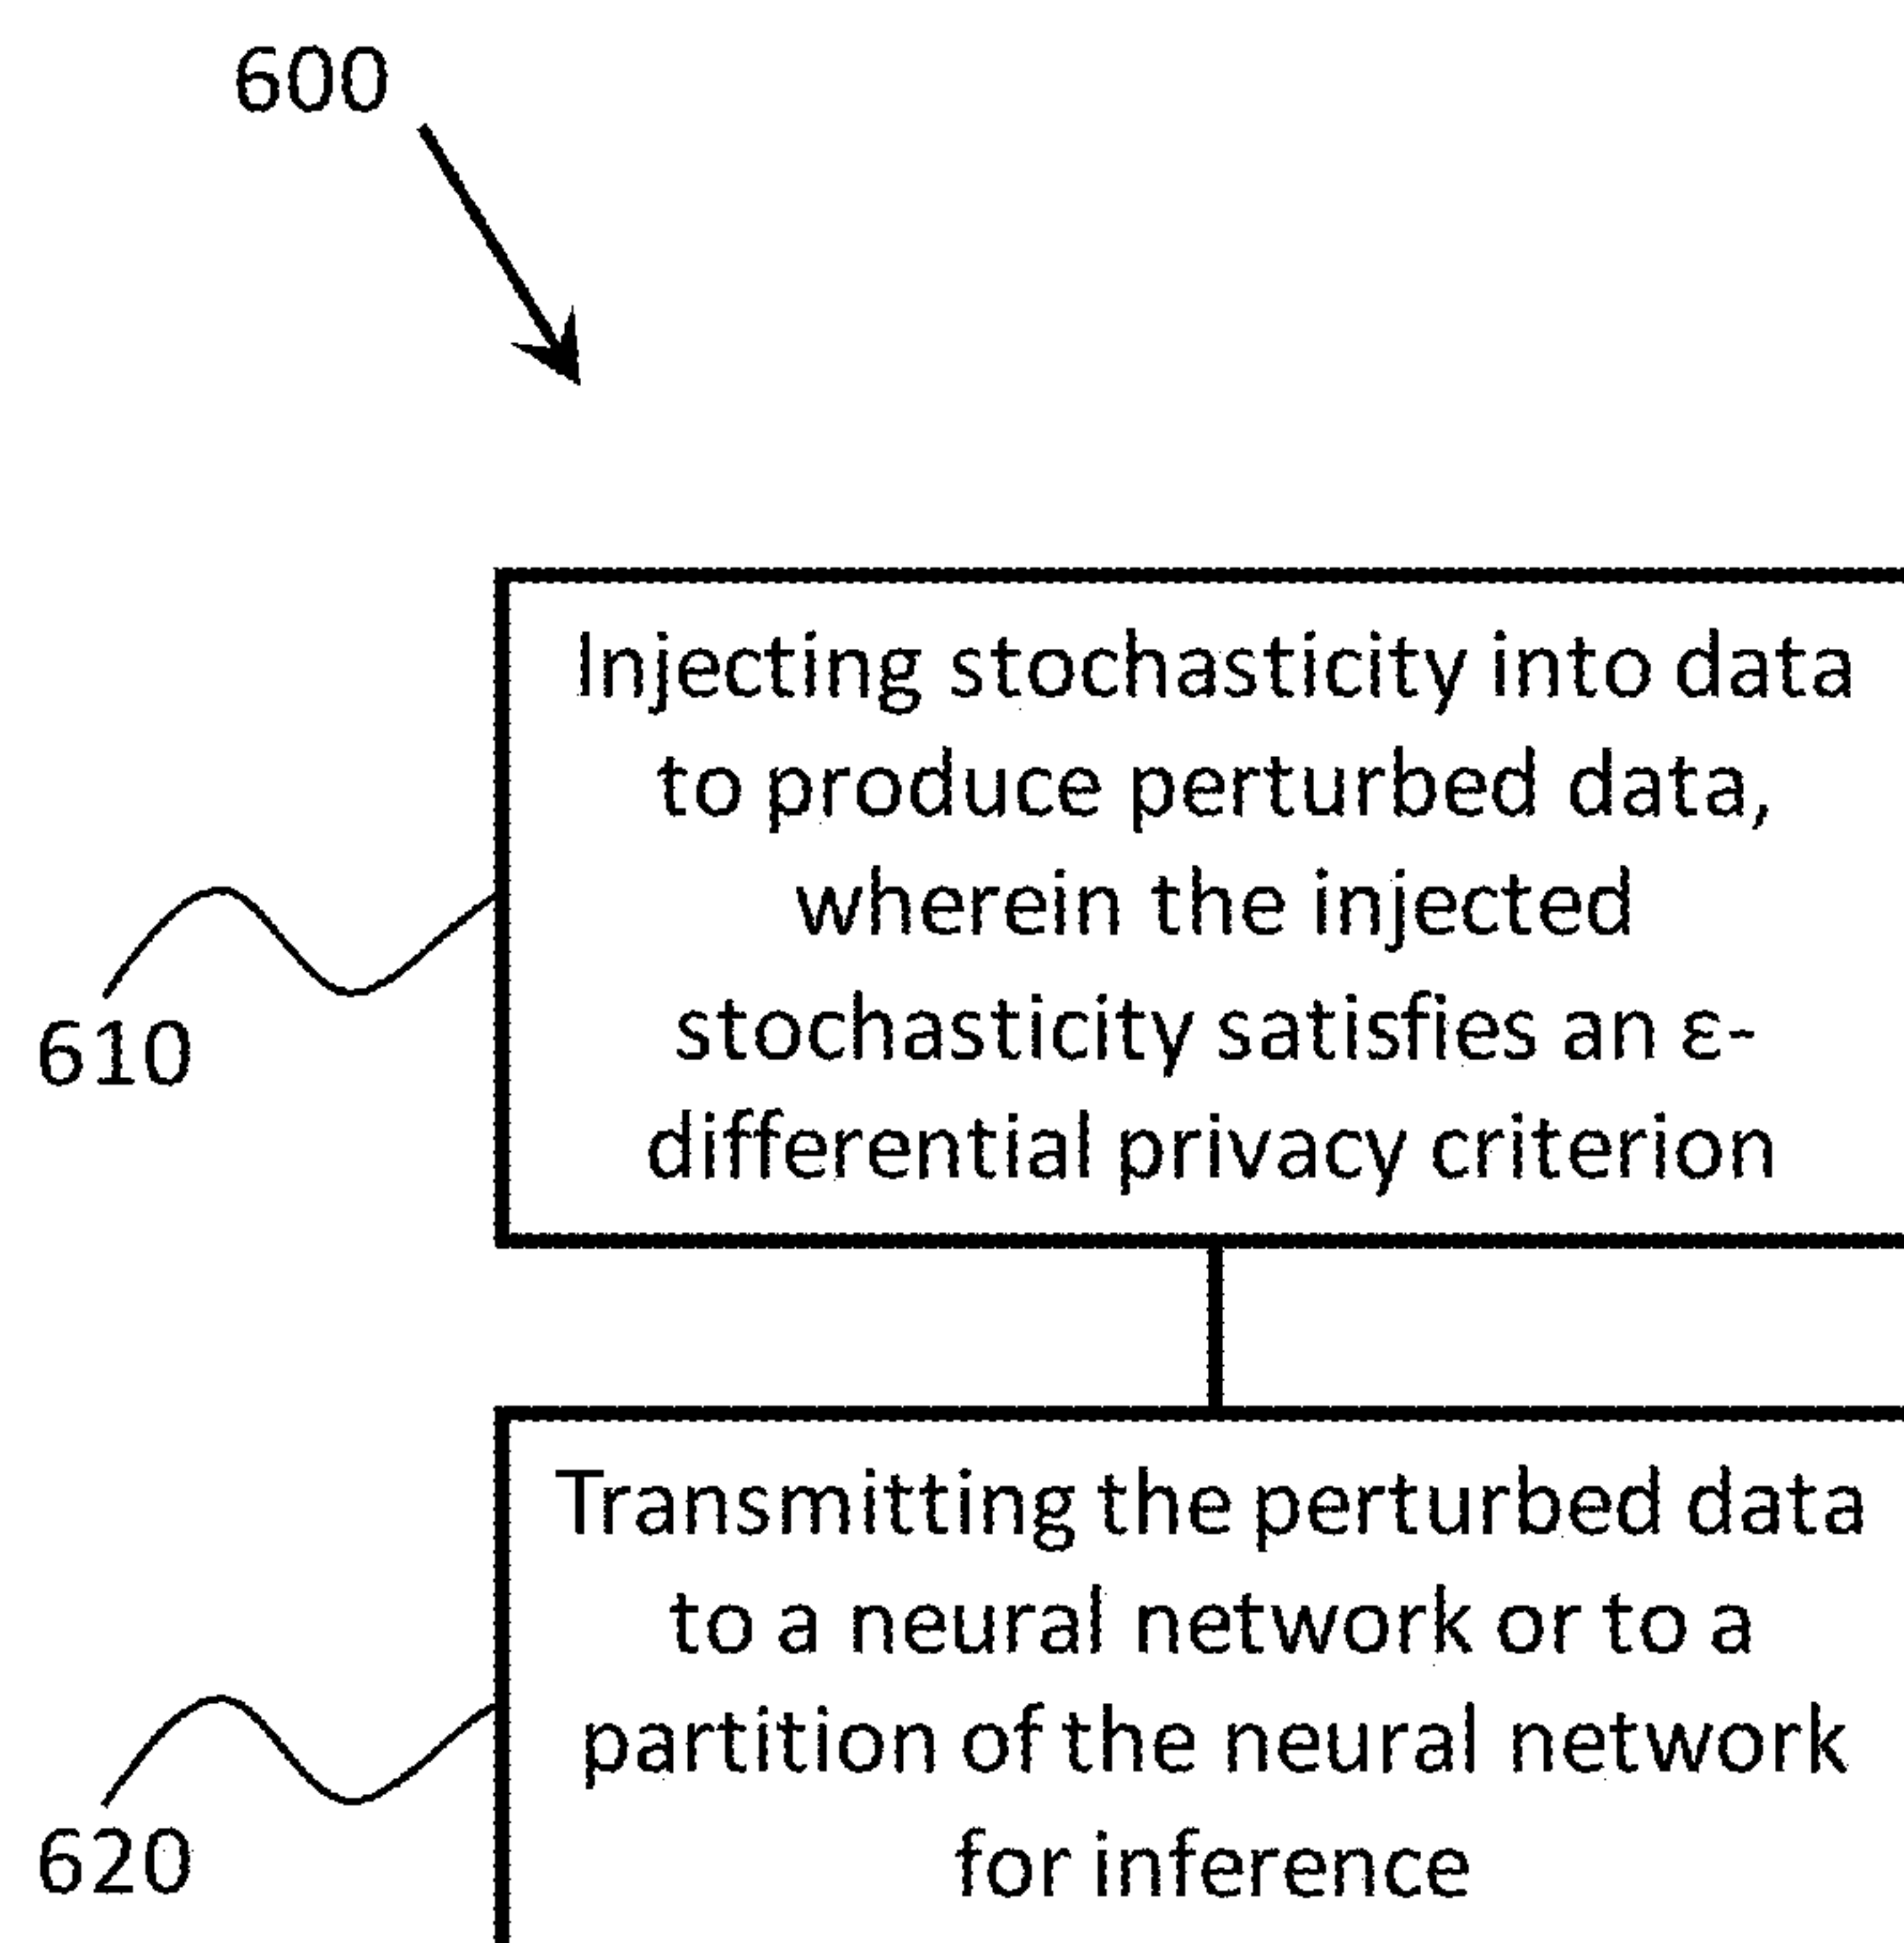 600
Injecting stochasticity into data
to produce perturbed data,
wherein the injected
stochasticity satisfies an ε-
differential privacy criterion
610
Transmitting the perturbed data
to a neural network or to a
partition of the neural network
for inference
620